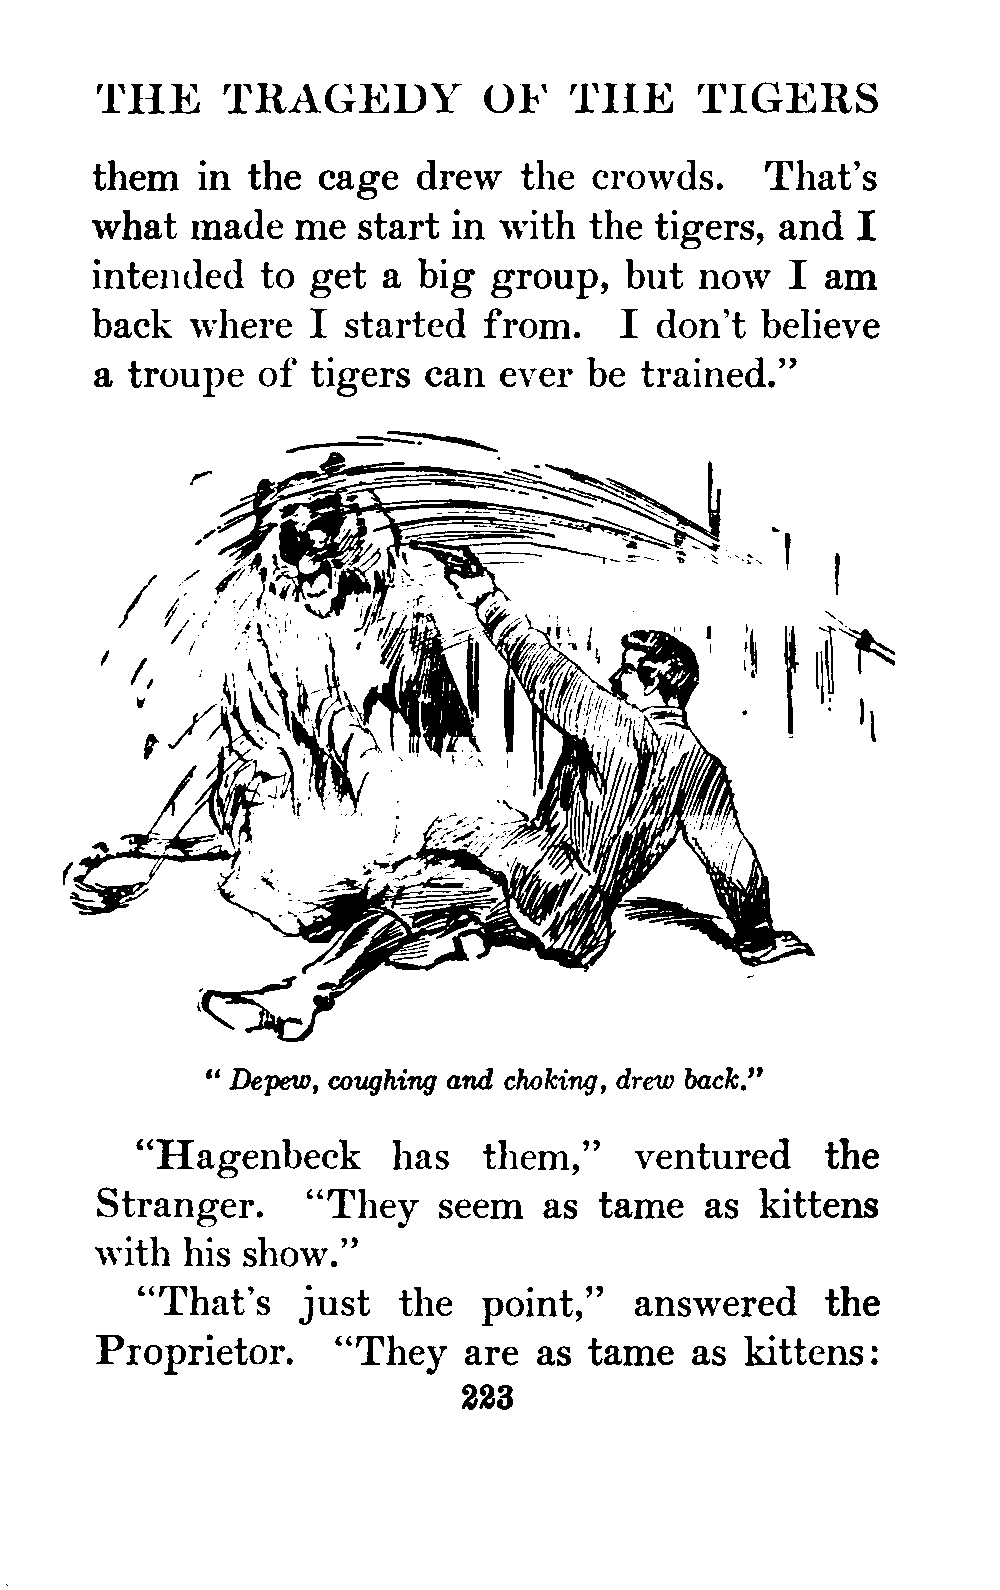 THE TRAGEDY OF THE TIGERS
them in the cage drew the crowds. That's
what made me start in with the tigers, and I
intended to get a big group, but now I am
back where I started from. I don't believe
a troupe of tigers can ever be trained."
" Depew, coughing and choking, drew back."
"Hagenbeck has them," ventured the
Stranger. "They seem as tame as kittens
with his show."
"That's just the point," answered the
Proprietor. "They are as tame as kittens:
223